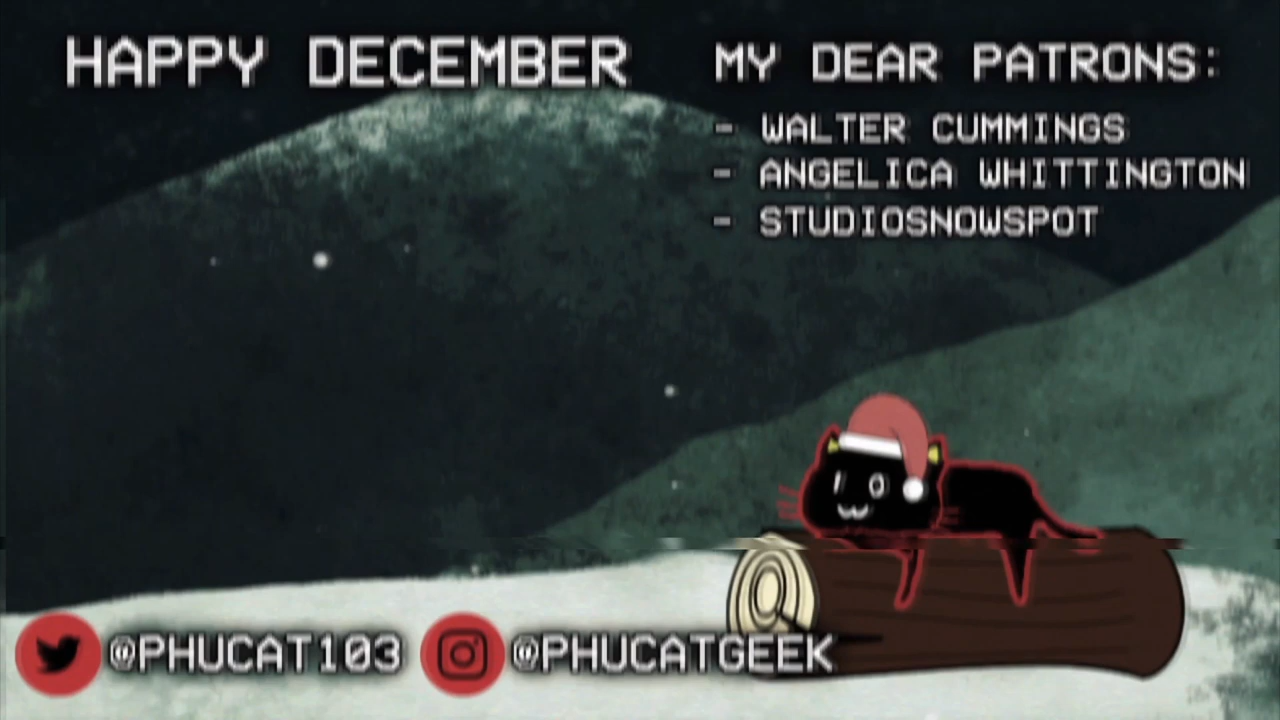 HAPPY DECEMBER
MY DEAR PATRONS:
- WALTER CUMMINGS
- ANGELICA WHITTINGTON
- STUDIOSNOWSPOT
@PHUCAT103
@PHUCATGEEK